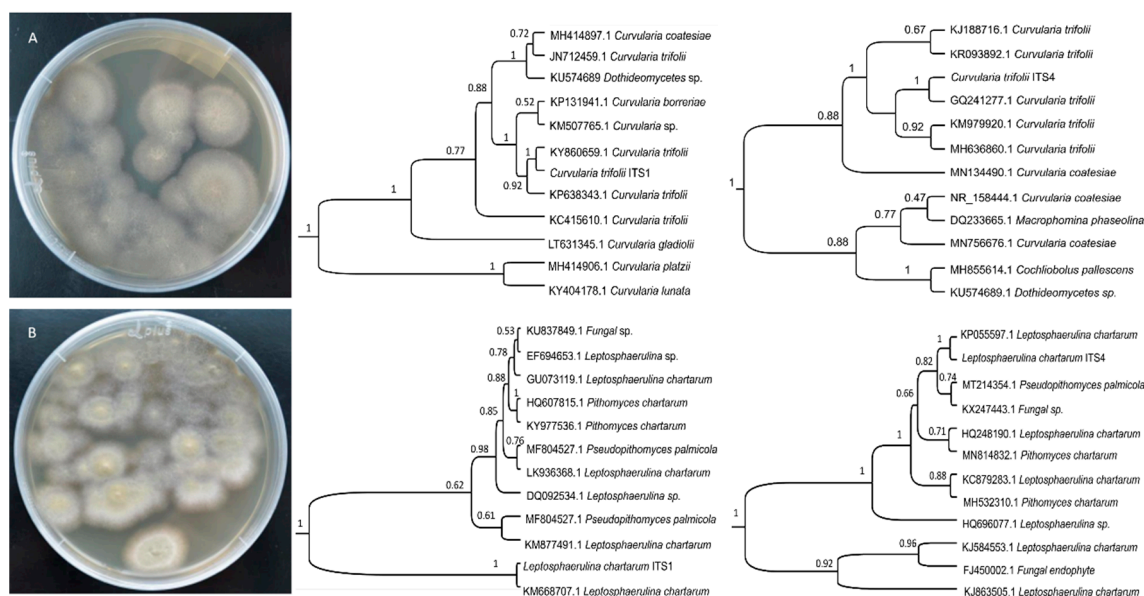 A
0.72
MH414897.1 Curvularia coatesiae
1
JN712459.1 Curvularia trifolii
KU574689 Dothideomycetes sp.
0.88
0.52
KP131941.1 Curvularia borreriae
KM507765.1 Curvularia sp.
1
0.77
1
KY860659.1 Curvularia trifolii
Curvularia trifolii ITS1
0.92
KP638343.1 Curvularia trifolii
1
KC415610.1 Curvularia trifolii
1
LT631345.1 Curvularia gladiolii
1
MH414906.1 Curvularia platzii
KY404178.1 Curvularia lunata
0.67
KJ188716.1 Curvularia trifolii
KR093892.1 Curvularia trifolii
1
1
Curvularia trifolii ITS4
GQ241277.1 Curvularia trifolii
0.88
KM979920.1 Curvularia trifolii
0.92
MH636860.1 Curvularia trifolii
MN134490.1 Curvularia coatesiae
1
0.47
NR_158444.1 Curvularia coatesiae
0.77
DQ233665.1 Macrophomina phaseolina
0.88
MN756676.1 Curvularia coatesiae
1
MH855614.1 Cochliobolus pallescens
KU574689.1 Dothideomycetes sp.
B
0.53
KU837849.1 Fungal sp.
0.78
EF694653.1 Leptosphaerulina sp.
0.88
GU073119.1 Leptosphaerulina chartarum
1
HQ607815.1 Pithomyces chartarum
0.85
KY977536.1 Pithomyces chartarum
0.76
MF804527.1 Pseudopithomyces palmicola
0.98
LK936368.1 Leptosphaerulina chartarum
0.62
DQ092534.1 Leptosphaerulina sp.
0.61
MF804527.1 Pseudopithomyces palmicola
1
KM877491.1 Leptosphaerulina chartarum
1
Leptosphaerulina chartarum ITS1
KM668707.1 Leptosphaerulina chartarum
1
KP055597.1 Leptosphaerulina chartarum
Leptosphaerulina chartarum ITS4
0.82
0.74
MT214354.1 Pseudopithomyces palmicola
0.66
KX247443.1 Fungal sp.
0.71
HQ248190.1 Leptosphaerulina chartarum
1
MN814832.1 Pithomyces chartarum
1
0.88
KC879283.1 Leptosphaerulina chartarum
MH532310.1 Pithomyces chartarum
1
HQ696077.1 Leptosphaerulina sp.
0.96
KJ584553.1 Leptosphaerulina chartarum
0.92
FJ450002.1 Fungal endophyte
KJ863505.1 Leptosphaerulina chartarum